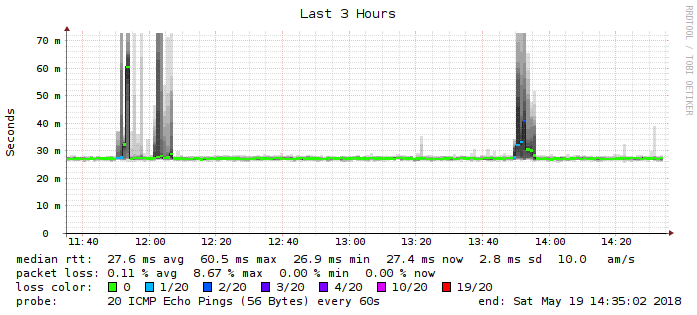 Last 3 Hours
RRDTOOL / TOBI OETIKER
Seconds
70 m
60 m
50 m
40 m
30 m
20 m
10 m
0
11:40 12:00 12:20 12:40 13:00 13:20 13:40 14:00 14:20
median rtt: 27.6 ms avg 60.5 ms max 26.9 ms min 27.4 ms now 2.8 ms sd 10.0 am/s
packet loss: 0.11 % avg 8.67 % max 0.00 % min 0.00 % now
loss color: 0 1/20 2/20 3/20 4/20 10/20 19/20
probe: 20 ICMP Echo Pings (56 Bytes) every 60s end: Sat May 19 14:35:02 2018